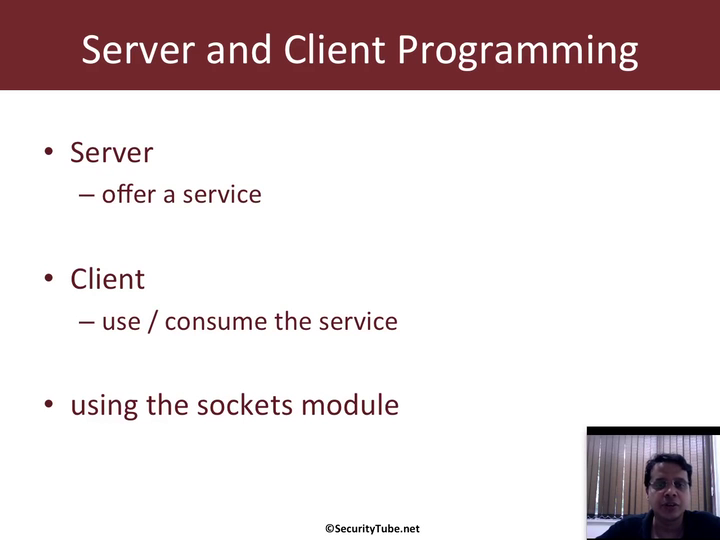 Server and Client Programming
• Server
– offer a service
• Client
– use / consume the service
• using the sockets module
©SecurityTube.net